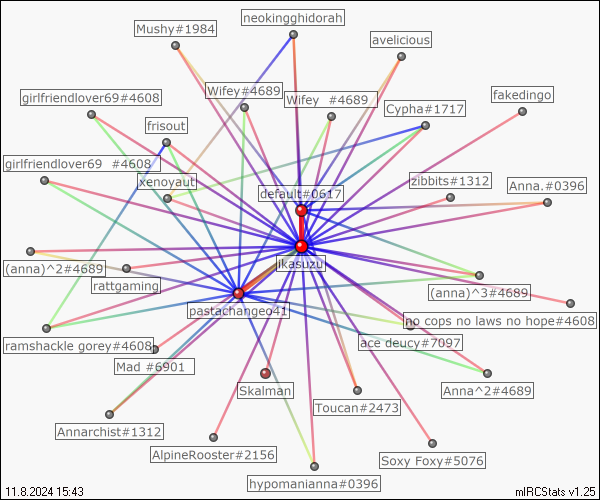 neokingghidorah
Mushy#1984
avelicious
Wifey#4689
Wifey #4689
girlfriendlover69#4608
fakedingo
Cypha#1717
frisout
girlfriendlover69 #4608
xenoyaut
zibbits#1312
default#0617
Anna.#0396
ikasuzu
(anna)^2#4689
rattgaming
(anna)^3#4689
pastachangeo41
no cops no laws no hope#4608
ramshackle gorey#4608
ace deucy#7097
Mad #6901
Skalman
Anna^2#4689
Toucan#2473
Annarchist#1312
AlpineRooster#2156
Soxy Foxy#5076
hypomanianna#0396
11.8.2024 15:43
mIRCStats v1.25